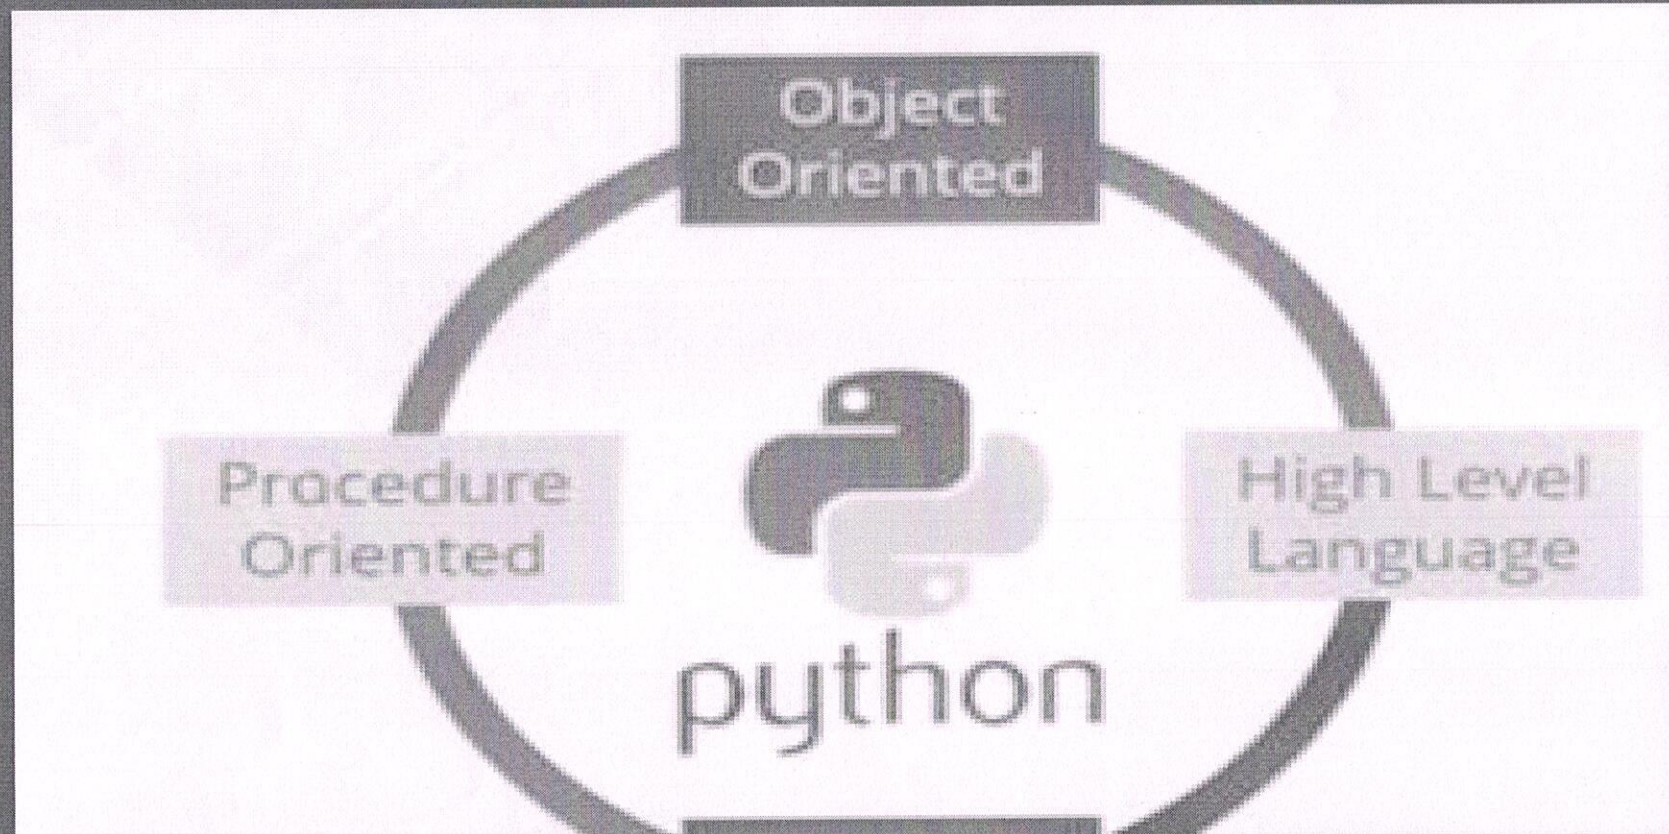 Object
Oriented
Procedure
Oriented
High Level
Language
python